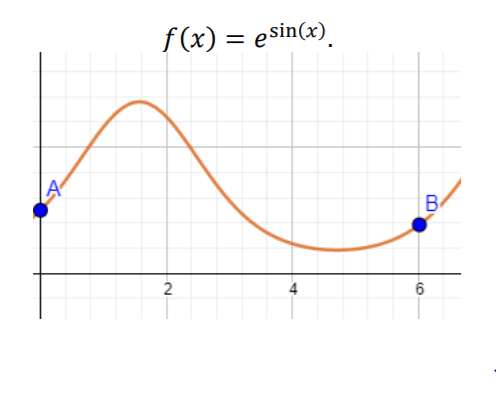 f(x) = e^sin(x).
A
B
2 4 6